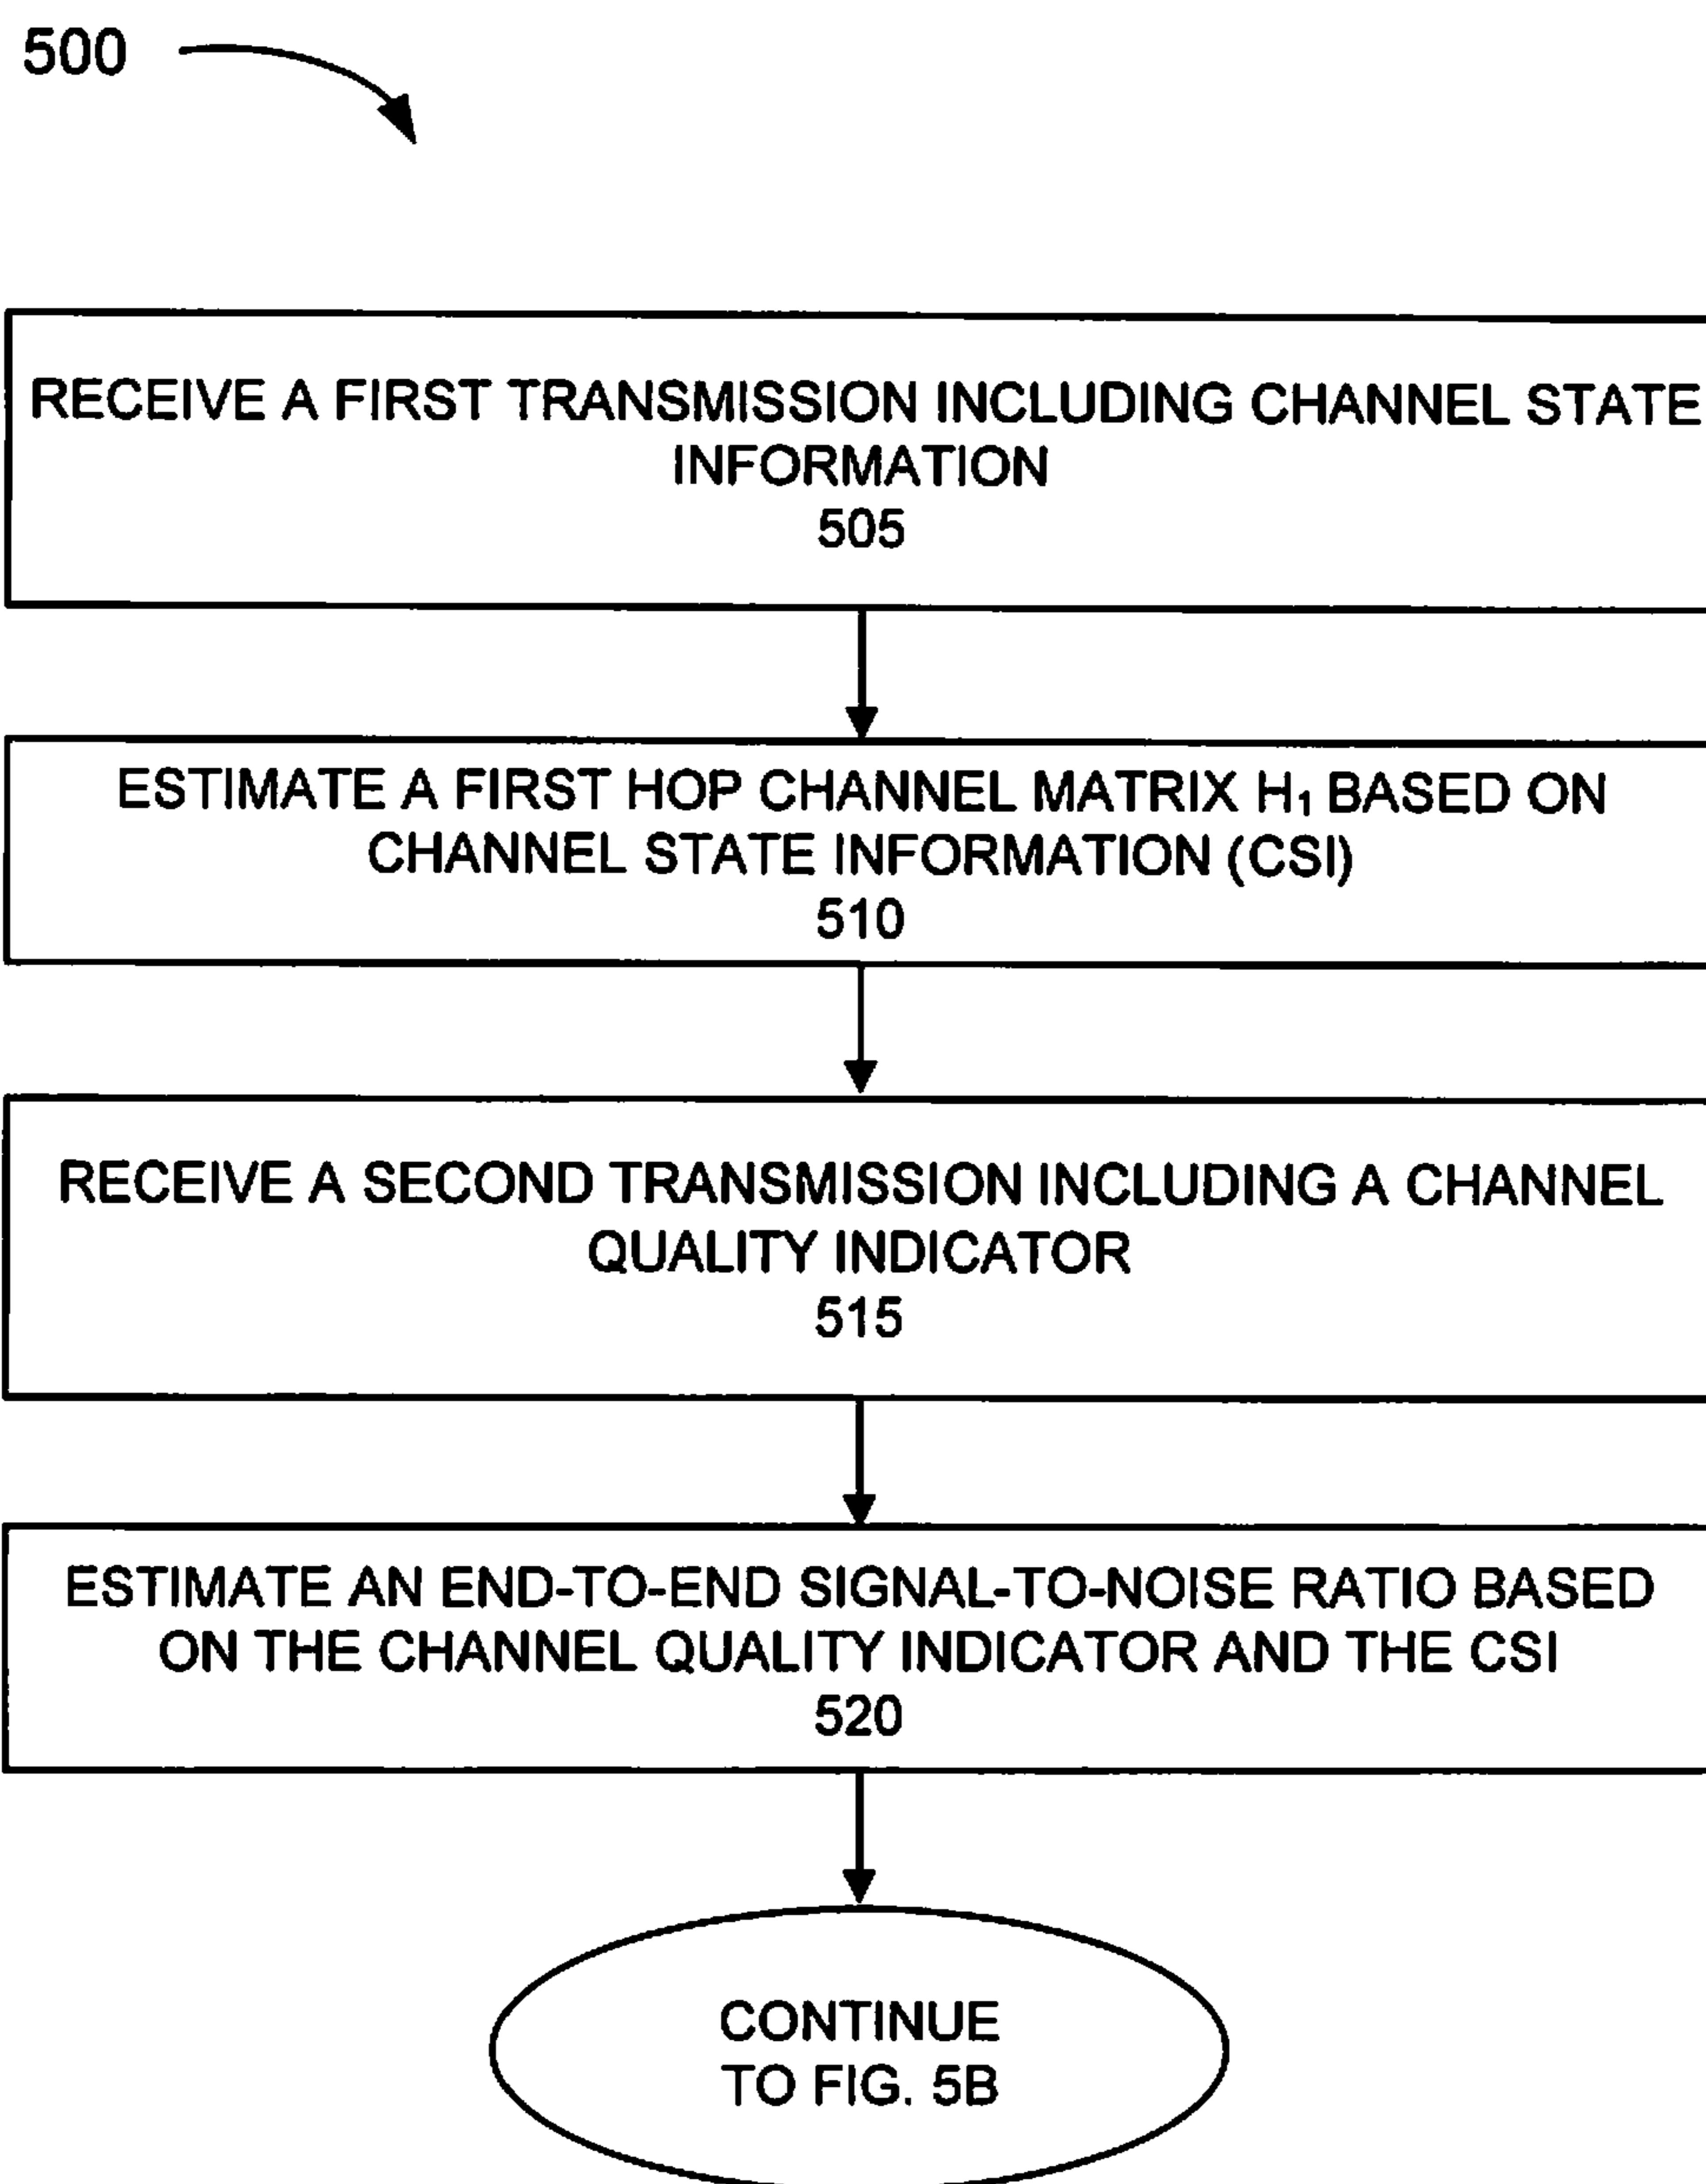 500
RECEIVE A FIRST TRANSMISSION INCLUDING CHANNEL STATE
INFORMATION
505
ESTIMATE A FIRST HOP CHANNEL MATRIX H₁ BASED ON
CHANNEL STATE INFORMATION (CSI)
510
RECEIVE A SECOND TRANSMISSION INCLUDING A CHANNEL
QUALITY INDICATOR
515
ESTIMATE AN END-TO-END SIGNAL-TO-NOISE RATIO BASED
ON THE CHANNEL QUALITY INDICATOR AND THE CSI
520
CONTINUE
TO FIG. 5B